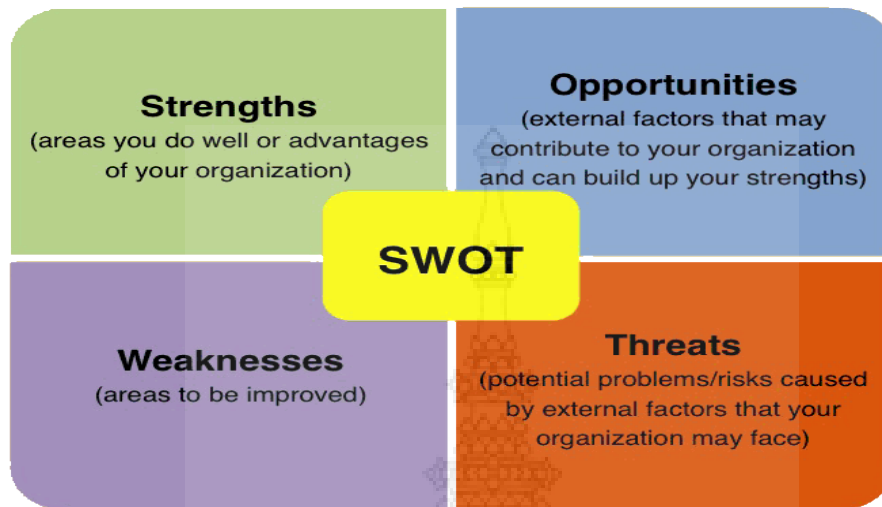 Strengths
(areas you do well or advantages
of your organization)
Opportunities
(external factors that may
contribute to your organization
and can build up your strengths)
SWOT
Weaknesses
(areas to be improved)
Threats
(potential problems/risks caused
by external factors that your
organization may face)